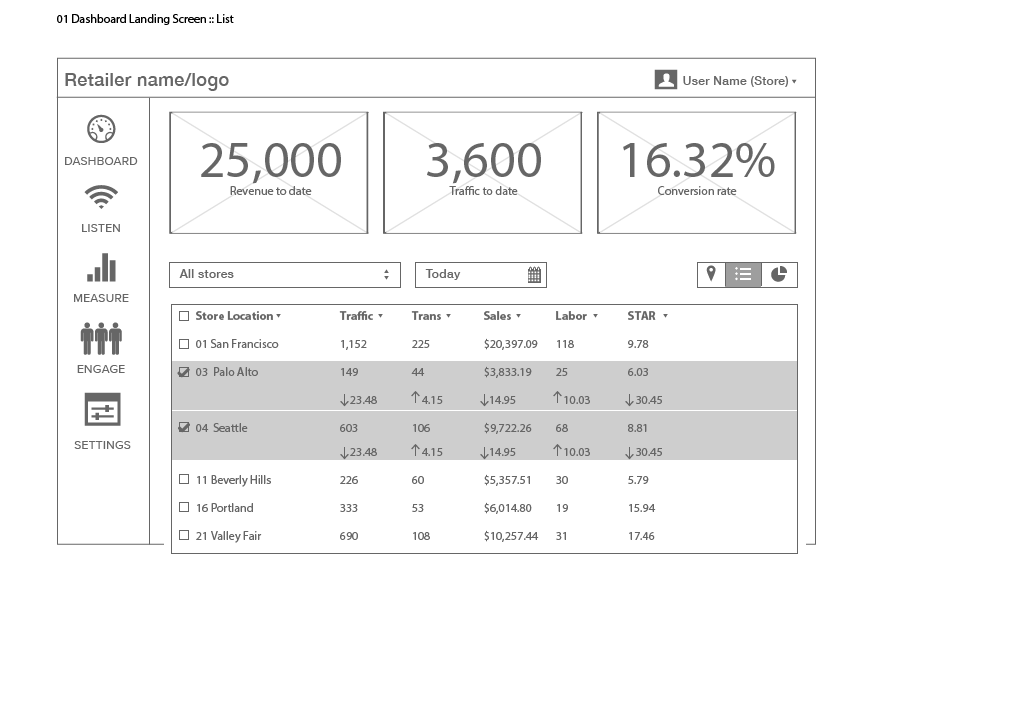 01 Dashboard Landing Screen :: List
Retailer name/logo
User Name (Store)
DASHBOARD
LISTEN
MEASURE
ENGAGE
SETTINGS
25,000
Revenue to date
3,600
Traffic to date
16.32%
Conversion rate
All stores
Today
Store Location Traffic Trans Sales Labor STAR
01 San Francisco 1,152 225 $20,397.09 118 9.78
03 Palo Alto 149 44 $3,833.19 25 6.03
↓23.48 ↑4.15 ↓14.95 ↑10.03 ↓30.45
04 Seattle 603 106 $9,722.26 68 8.81
↓23.48 ↑4.15 ↓14.95 ↑10.03 ↓30.45
11 Beverly Hills 226 60 $5,357.51 30 5.79
16 Portland 333 53 $6,014.80 19 15.94
21 Valley Fair 690 108 $10,257.44 31 17.46